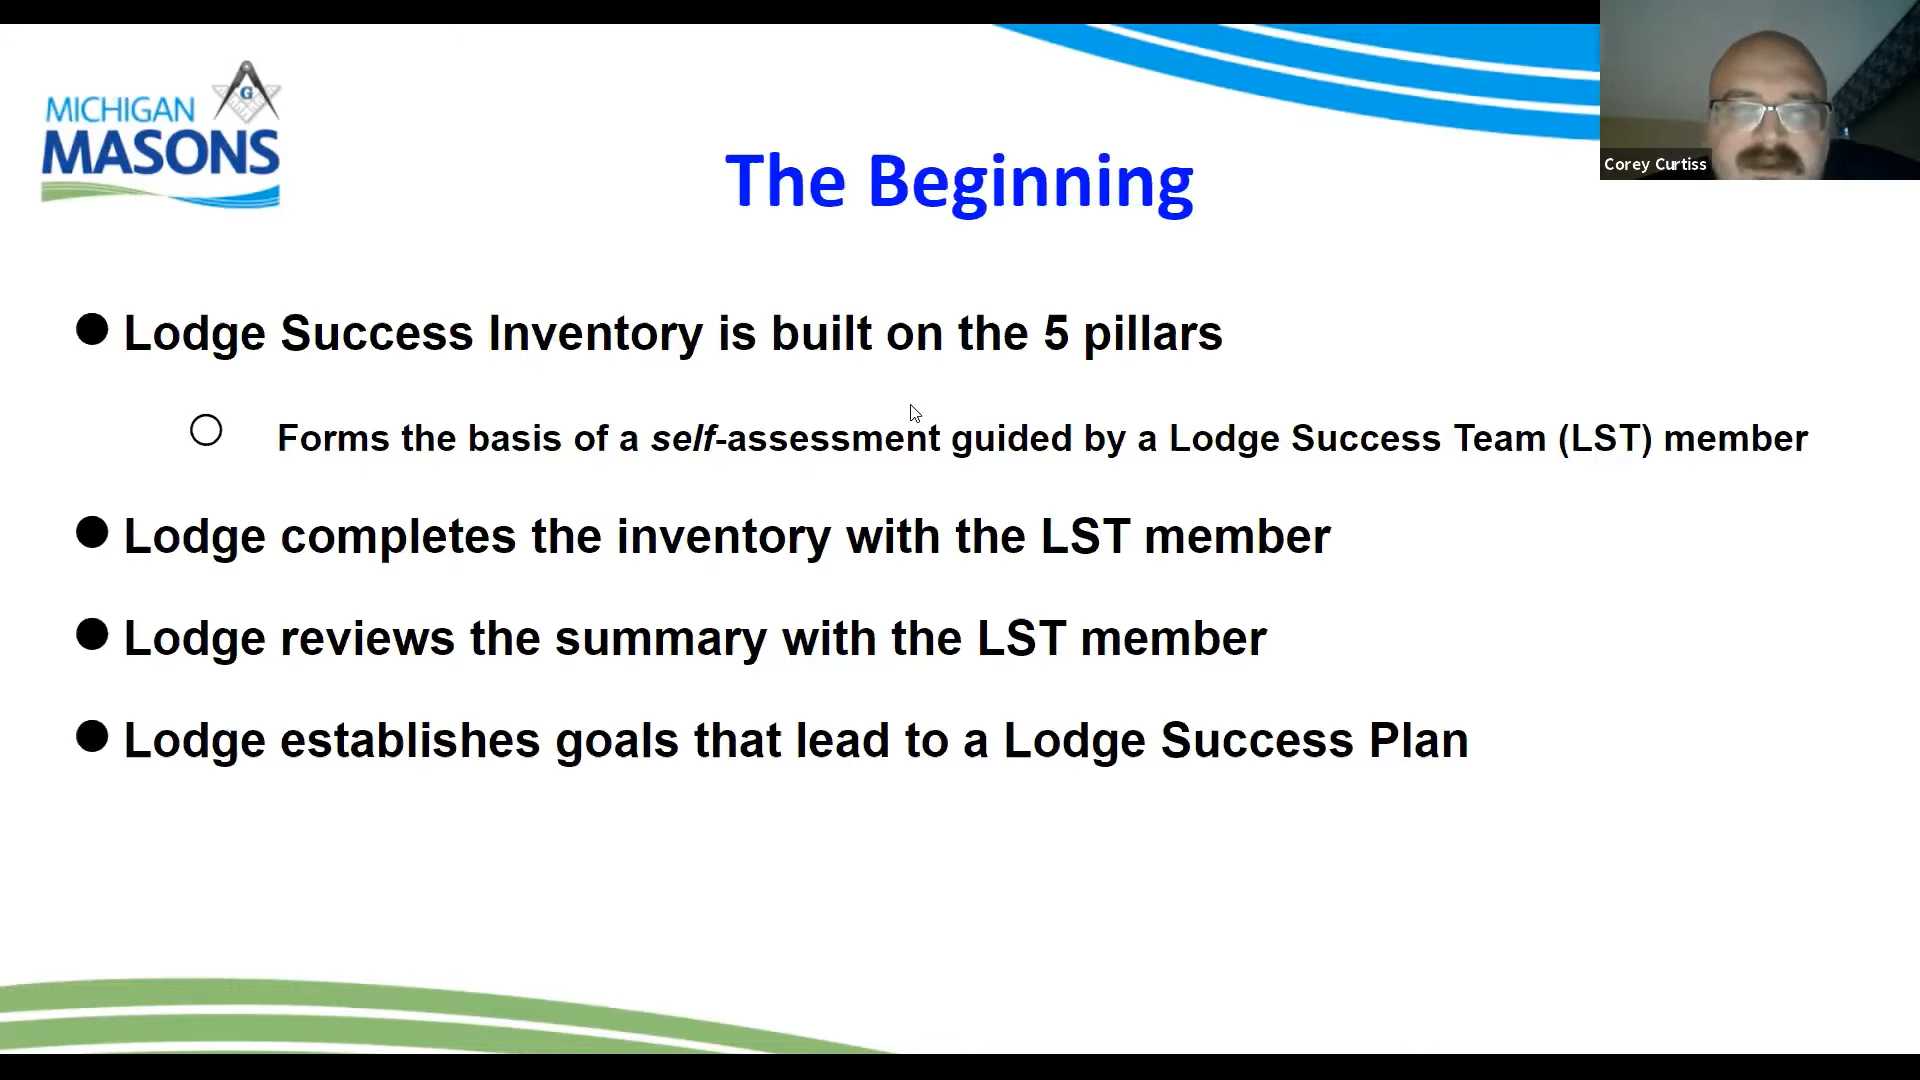 MICHIGAN
G
MASONS
Corey Curtiss
The Beginning
● Lodge Success Inventory is built on the 5 pillars
○ Forms the basis of a self-assessment guided by a Lodge Success Team (LST) member
● Lodge completes the inventory with the LST member
● Lodge reviews the summary with the LST member
● Lodge establishes goals that lead to a Lodge Success Plan